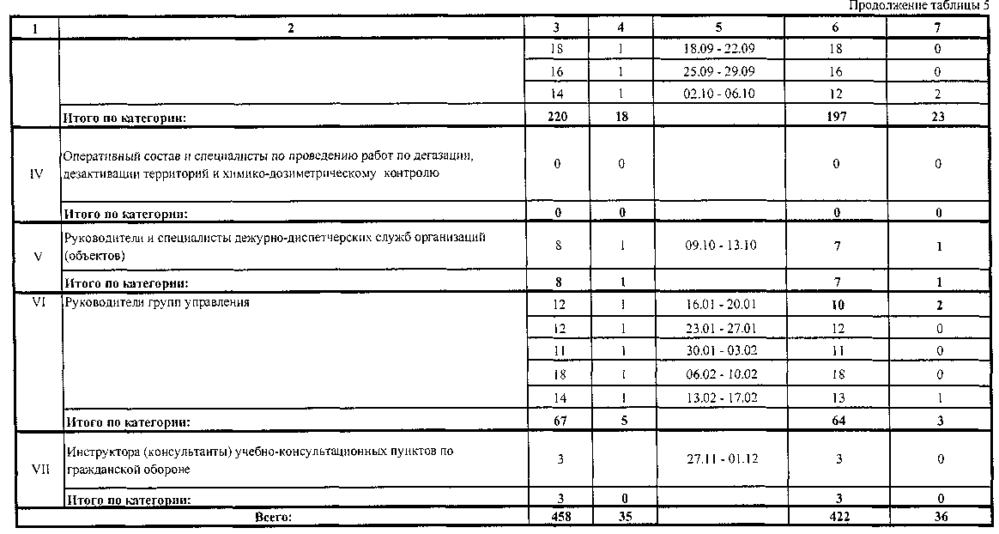 Продолжение таблицы 5
1 2 3 4 5 6 7
18 1 18.09 - 22.09 18 0
16 1 25.09 - 29.09 16 0
14 1 02.10 - 06.10 12 2
Итого по категории: 220 18 197 23
Оперативный состав и специалисты по проведению работ по дегазации,
IV дезактивации территорий и химико-дозиметрическому контролю 0 0 0 0
Итого по категории: 0 0 0 0
Руководители и специалисты дежурно-диспетчерских служб организаций
V (объектов) 8 1 09.10 - 13.10 7 1
Итого по категории: 8 1 7 1
VI Руководители групп управления 12 1 16.01 - 20.01 10 2
12 1 23.01 - 27.01 12 0
11 1 30.01 - 03.02 11 0
18 1 06.02 - 10.02 18 0
14 1 13.02 - 17.02 13 1
Итого по категории: 67 5 64 3
Инструктора (консультанты) учебно-консультационных пунктов по
VII гражданской обороне 3 27.11 - 01.12 3 0
Итого по категории: 3 0 3 0
Всего: 458 35 422 36